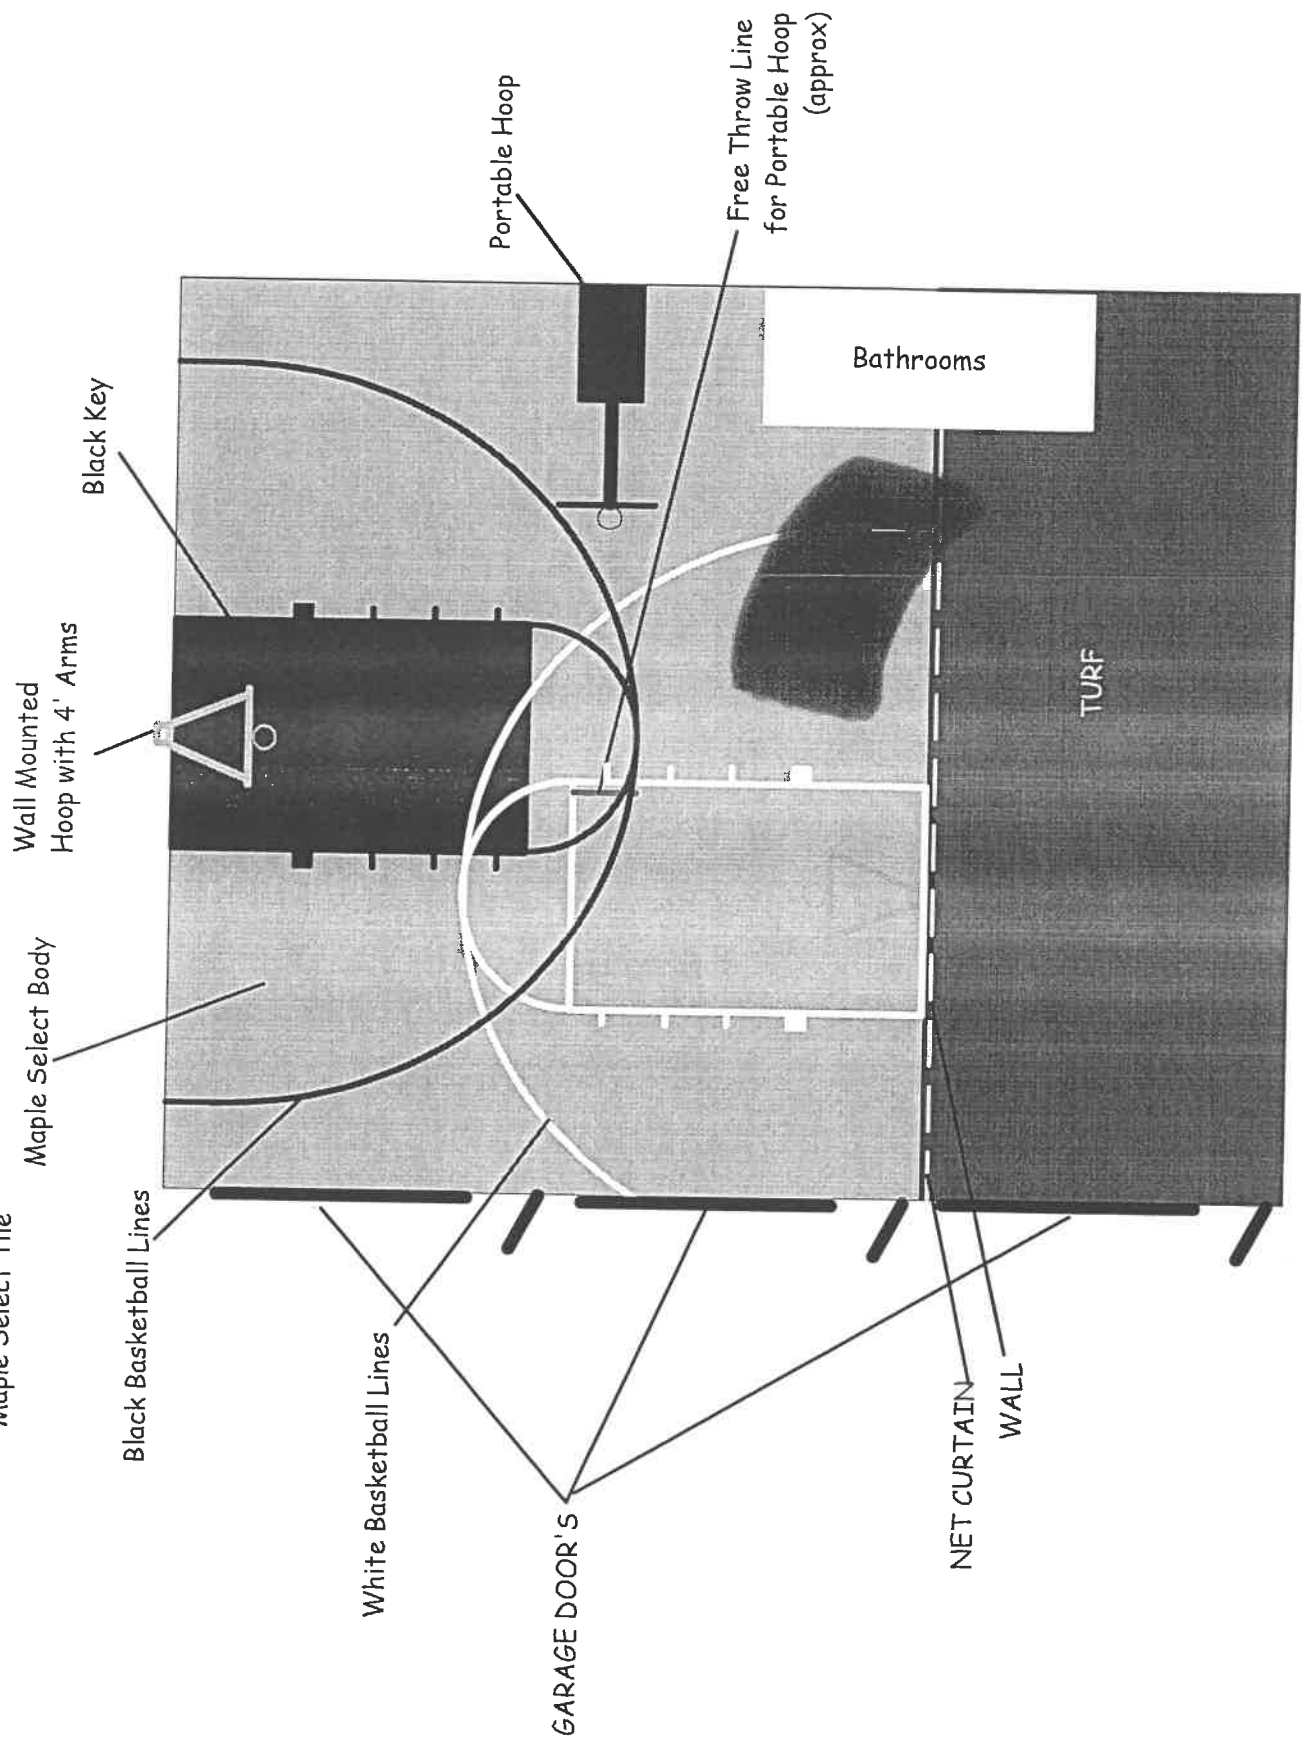 Maple Select Tile
Maple Select Body
Wall Mounted
Hoop with 4' Arms
Black Key
Portable Hoop
Free Throw Line
for Portable Hoop
(approx)
Black Basketball Lines
White Basketball Lines
GARAGE DOOR'S
NET CURTAIN
WALL
Bathrooms
TURF